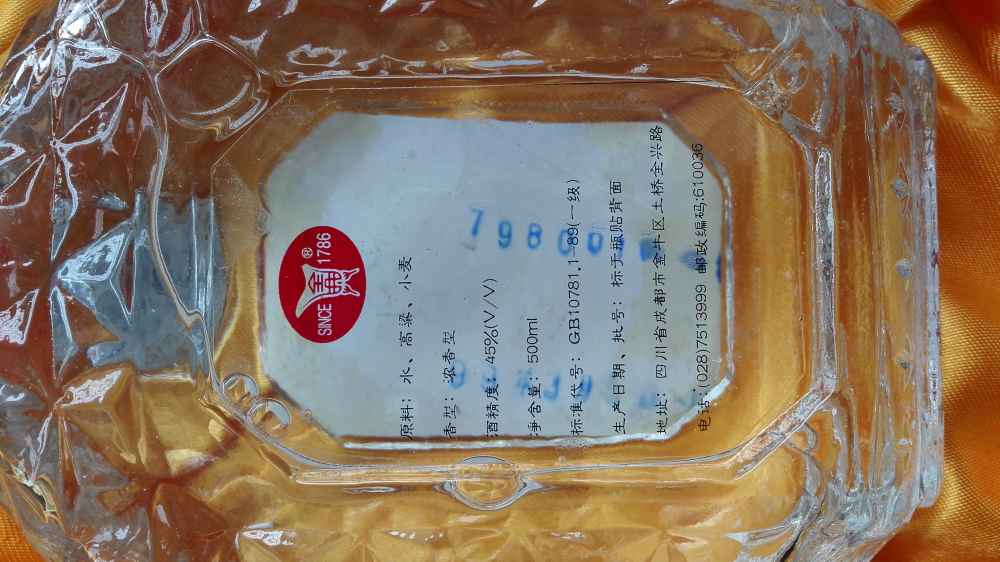 SINCE 1786
原料：水、高粱、小麦
香型：浓香型
酒精度：45%(V/V)
净含量：500ml
标准代号：GB10781.1-89(一级)
生产日期、批号：标于瓶贴背面
地址：四川省成都市金牛区土桥全兴路
电话：(028)7513999 邮政编码:610036